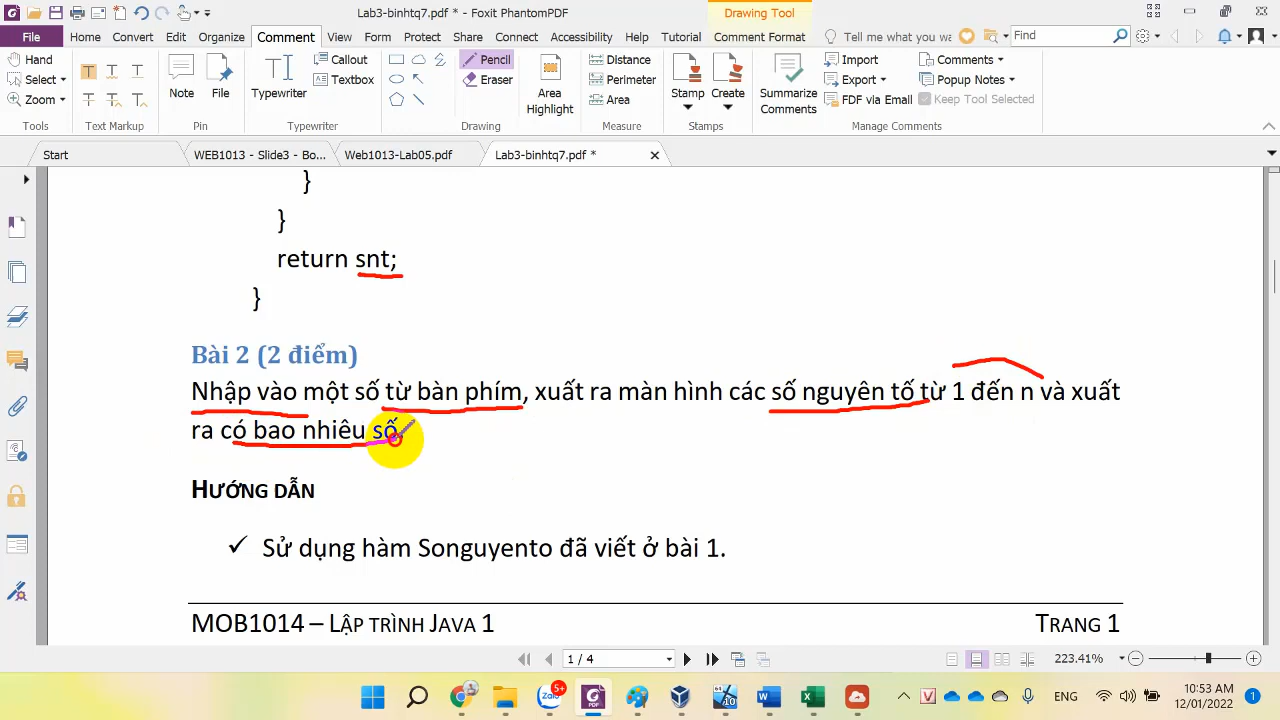 Lab3-binhtq7.pdf * - Foxit PhantomPDF
Drawing Tool
File Home Convert Edit Organize Comment View Form Protect Share Connect Accessibility Help Tutorial Comment Format Tell me what you wa Find
Hand
Select
Zoom
Tools
Text Markup
Note
File
Pin
Typewriter
Callout
Textbox
Typewriter
Pencil
Eraser
Drawing
Area Highlight
Distance
Perimeter
Area
Measure
Stamp
Create
Stamps
Summarize Comments
Import
Export
FDF via Email
Comments
Popup Notes
Keep Tool Selected
Manage Comments
Start WEB1013 - Slide3 - Bo... Web1013-Lab05.pdf Lab3-binhtq7.pdf *
}
}
return snt;
}
Bài 2 (2 điểm)
Nhập vào một số từ bàn phím, xuất ra màn hình các số nguyên tố từ 1 đến n và xuất
ra có bao nhiêu số
HƯỚNG DẪN
✓ Sử dụng hàm Songuyento đã viết ở bài 1.
MOB1014 – LẬP TRÌNH JAVA 1 TRANG 1
1 / 4 223.41%
Zalo 5+ PDF 10 ENG 10:53 AM
12/01/2022 1